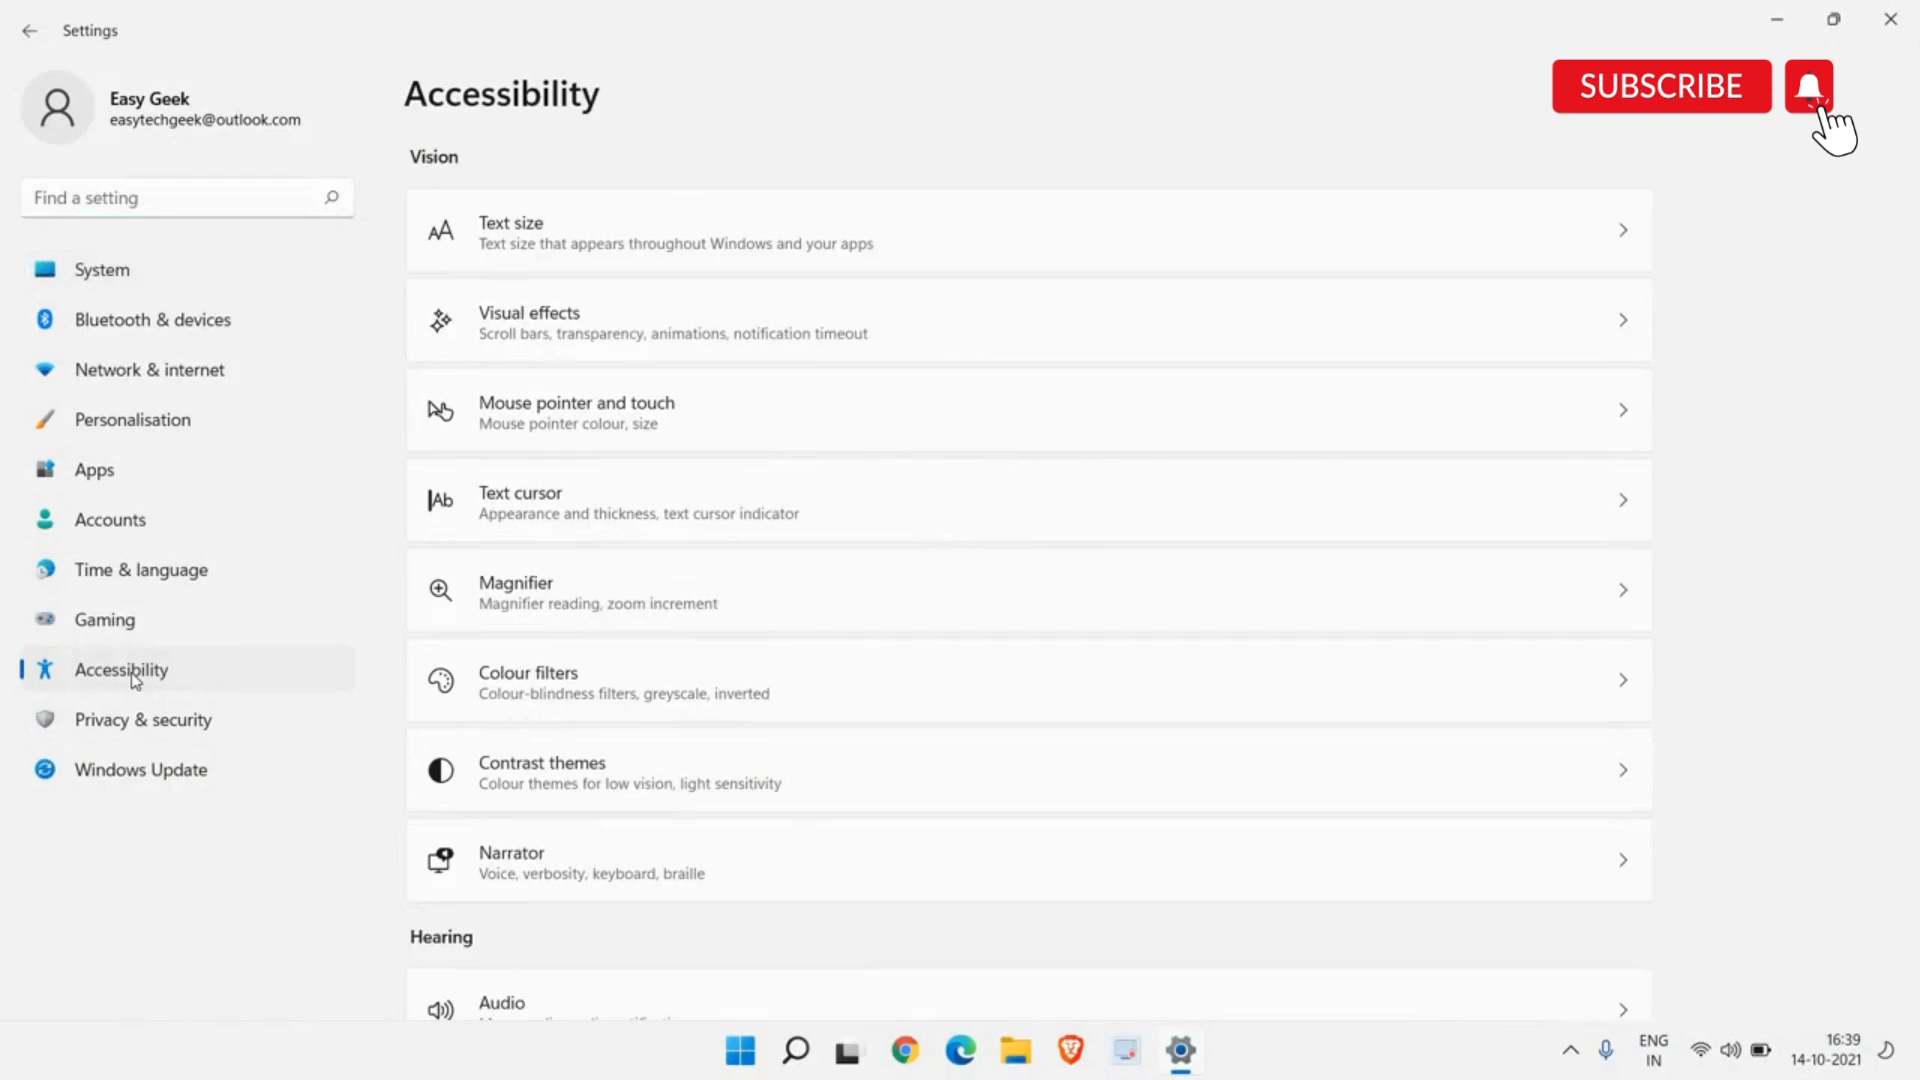 Settings
Easy Geek
easytechgeek@outlook.com
Find a setting
System
Bluetooth & devices
Network & internet
Personalisation
Apps
Accounts
Time & language
Gaming
Accessibility
Privacy & security
Windows Update
Accessibility
SUBSCRIBE
Vision
Text size
Text size that appears throughout Windows and your apps
Visual effects
Scroll bars, transparency, animations, notification timeout
Mouse pointer and touch
Mouse pointer colour, size
Text cursor
Appearance and thickness, text cursor indicator
Magnifier
Magnifier reading, zoom increment
Colour filters
Colour-blindness filters, greyscale, inverted
Contrast themes
Colour themes for low vision, light sensitivity
Narrator
Voice, verbosity, keyboard, braille
Hearing
Audio
ENG
IN
16:39
14-10-2021